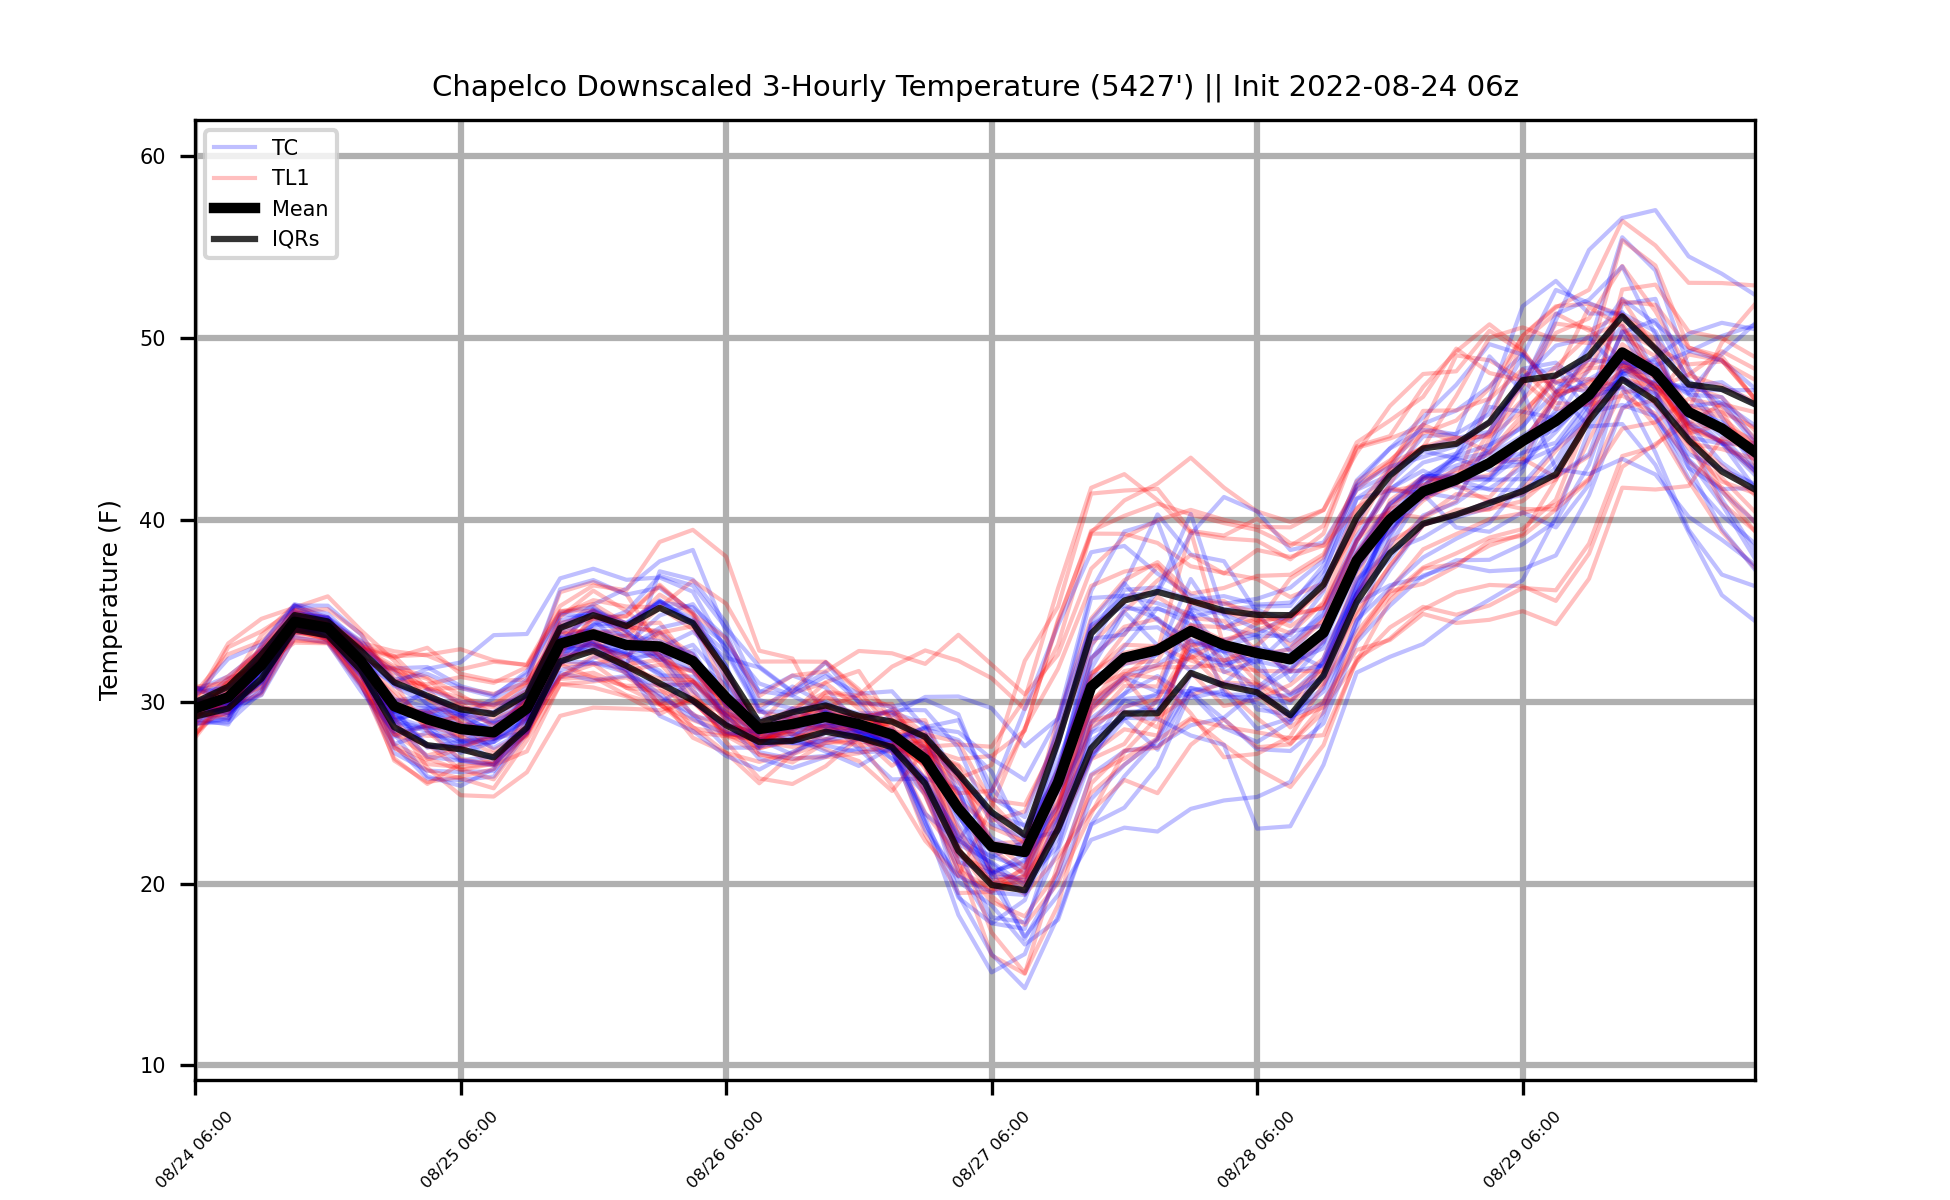 Chapelco Downscaled 3-Hourly Temperature (5427') || Init 2022-08-24 06z
TC
TL1
Mean
IQRs
Temperature (F)
60
50
40
30
20
10
08/24 06:00
08/25 06:00
08/26 06:00
08/27 06:00
08/28 06:00
08/29 06:00